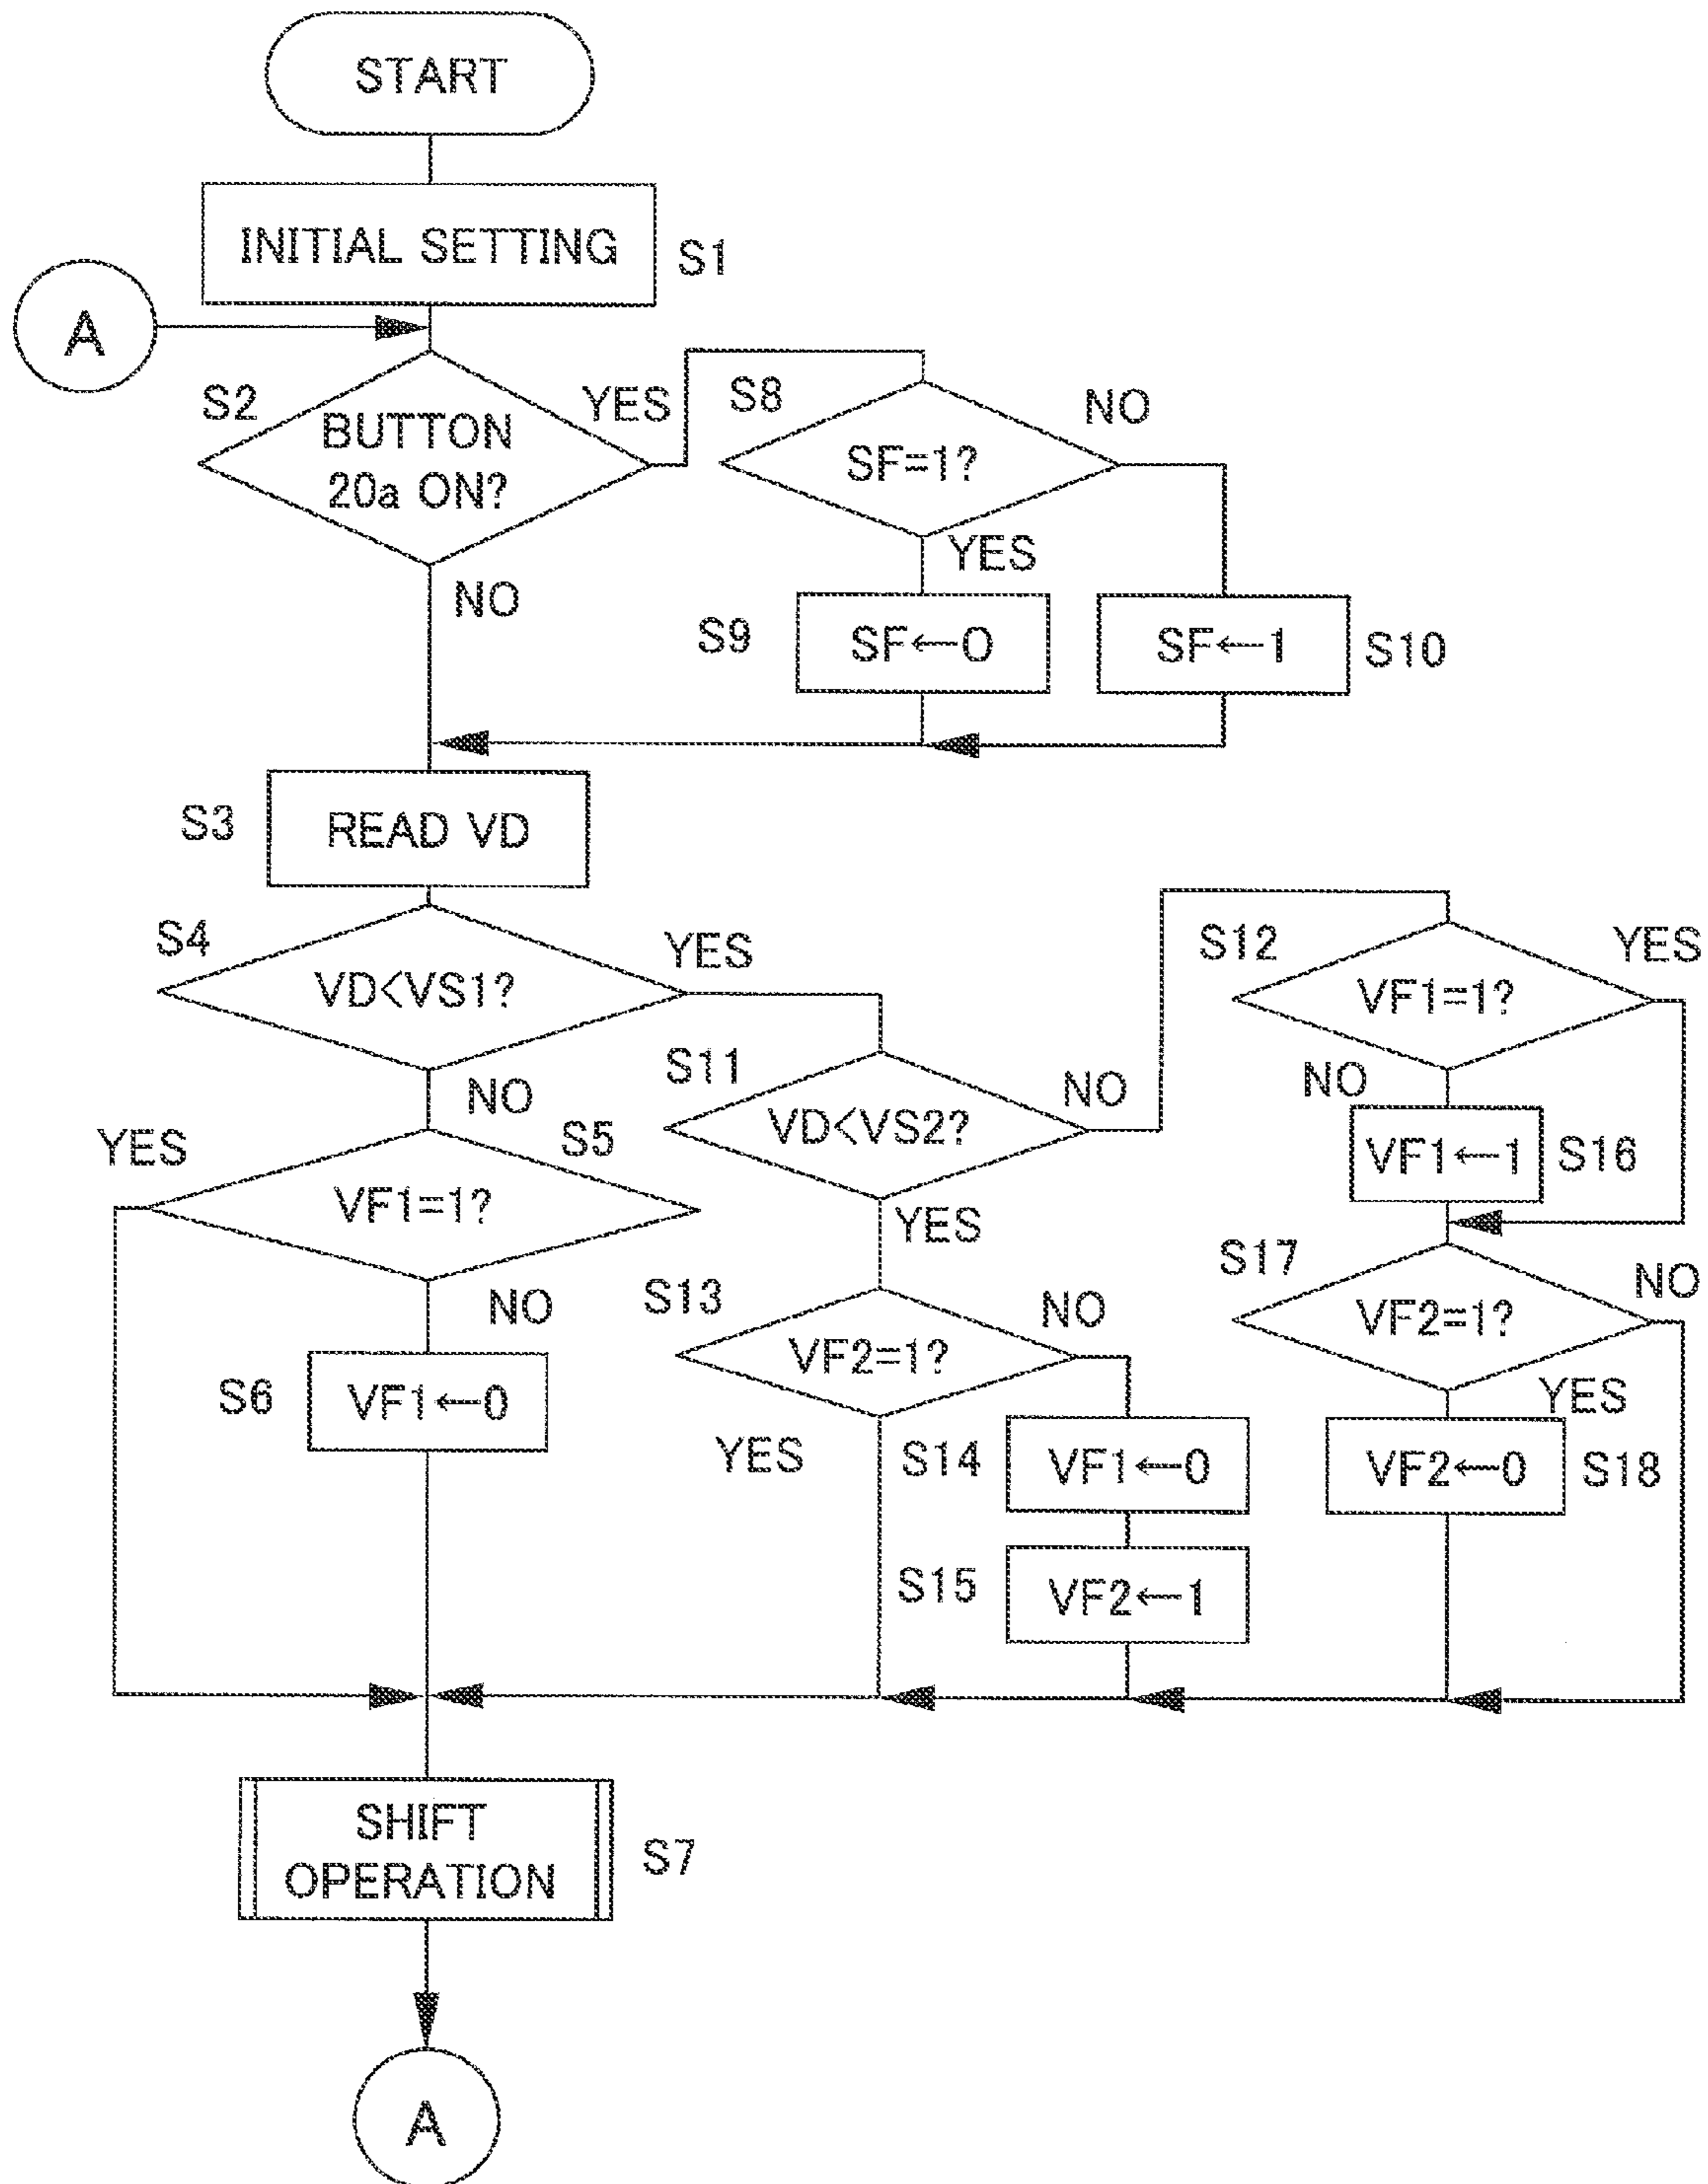 START
INITIAL SETTING
S1
A
S2
BUTTON
20a ON?
YES
NO
S8
SF=1?
NO
YES
S9
SF←0
SF←1
S10
S3
READ VD
S4
VD<VS1?
YES
NO
S11
VD<VS2?
NO
YES
S12
VF1=1?
YES
NO
VF1←1
S16
S5
VF1=1?
YES
NO
S6
VF1←0
S13
VF2=1?
NO
YES
S14
VF1←0
S15
VF2←1
S17
VF2=1?
NO
YES
VF2←0
S18
SHIFT
OPERATION
S7
A